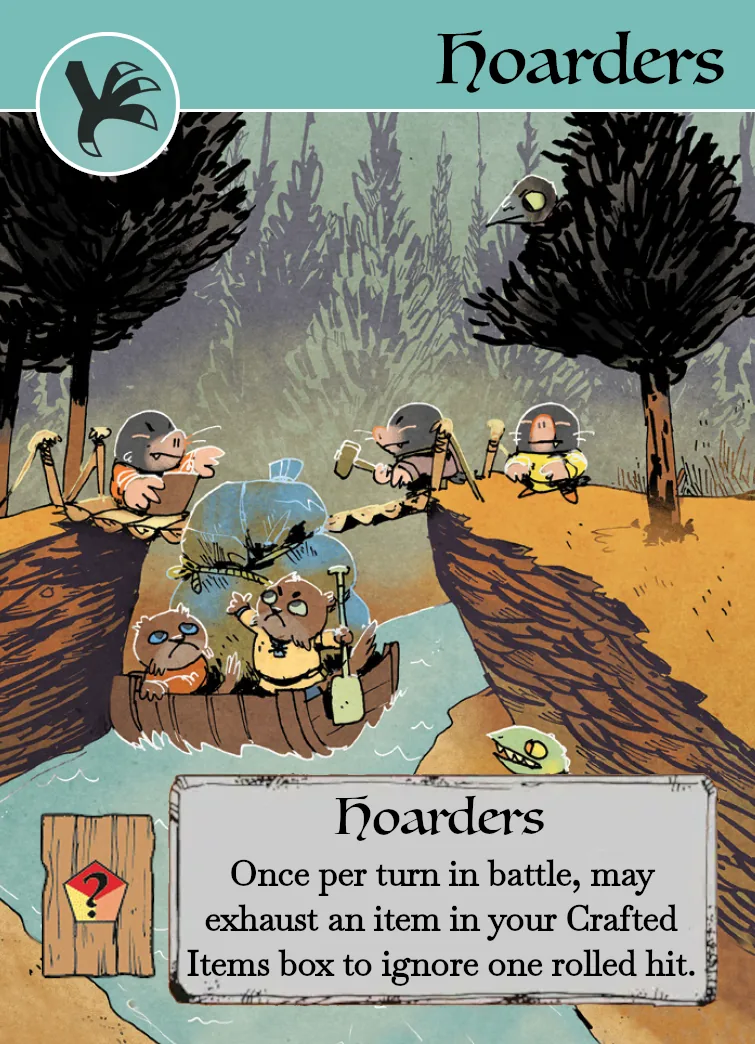 Hoarders
?
Hoarders
Once per turn in battle, may
exhaust an item in your Crafted
Items box to ignore one rolled hit.